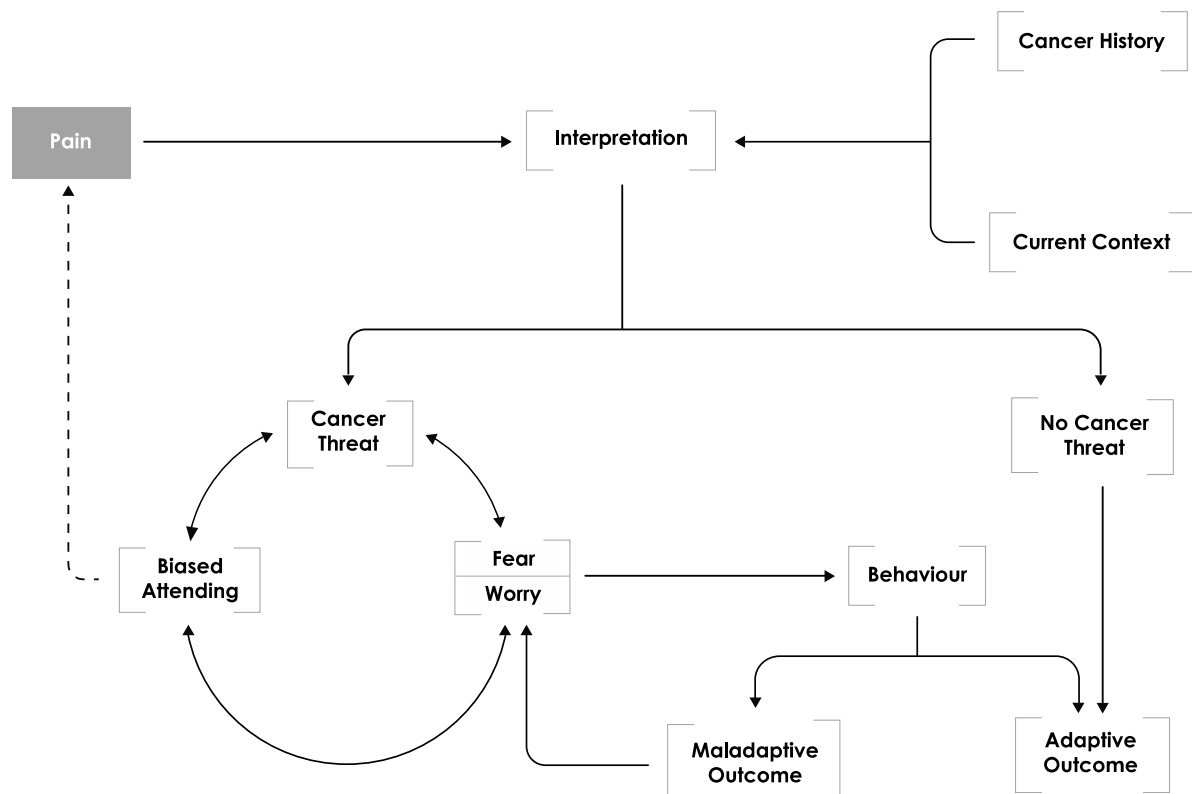 Cancer History
Pain
Interpretation
Current Context
Cancer
Threat
No Cancer
Threat
Biased
Attending
Fear
Worry
Behaviour
Maladaptive
Outcome
Adaptive
Outcome